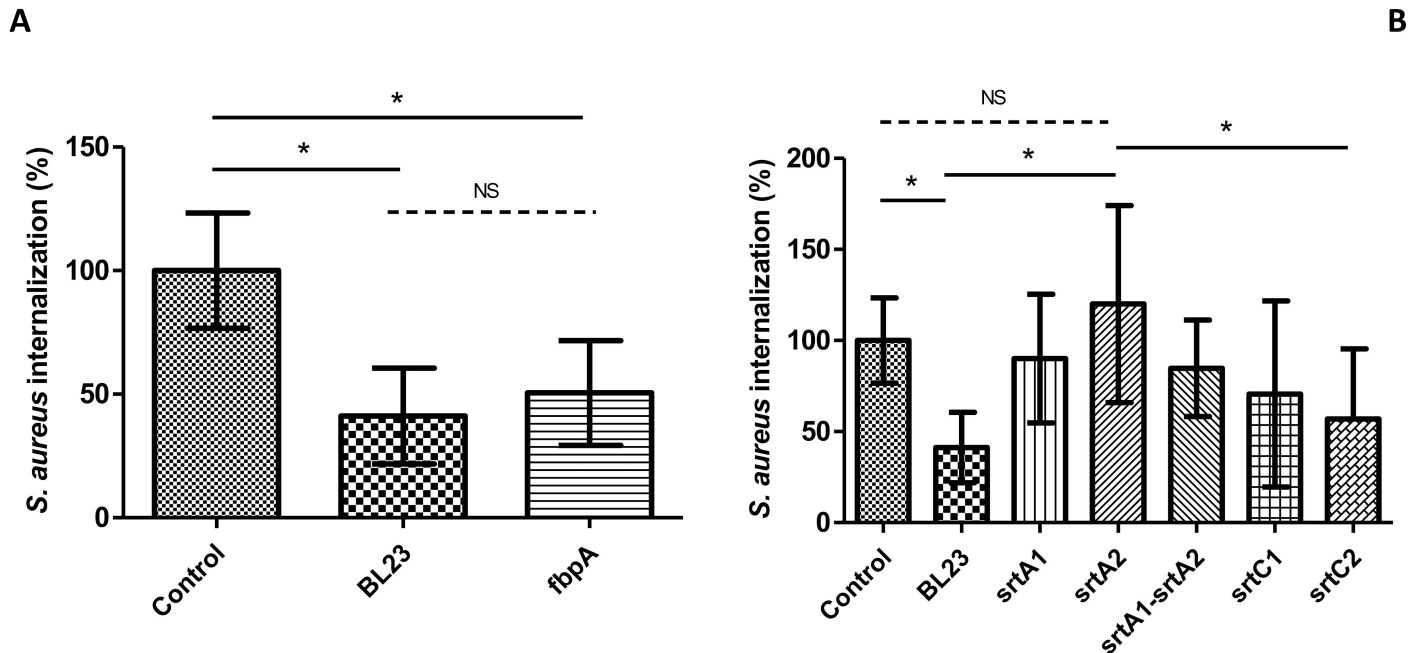 A
B
S. aureus internalization (%)
150
100
50
0
*
*
NS
Control
BL23
fbpA
S. aureus internalization (%)
200
150
100
50
0
NS
*
*
*
Control
BL23
srtA1
srtA2
srtA1-srtA2
srtC1
srtC2